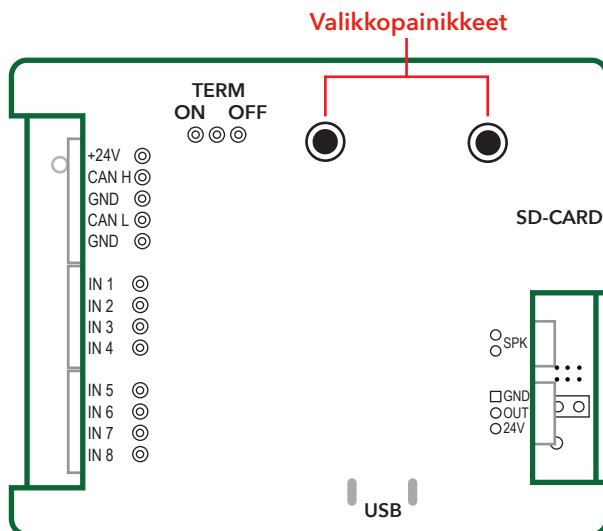 Valikkopainikkeet
TERM
ON OFF
+24V
CAN H
GND
CAN L
GND
SD-CARD
IN 1
IN 2
IN 3
IN 4
SPK
IN 5
IN 6
IN 7
IN 8
GND
OUT
24V
USB